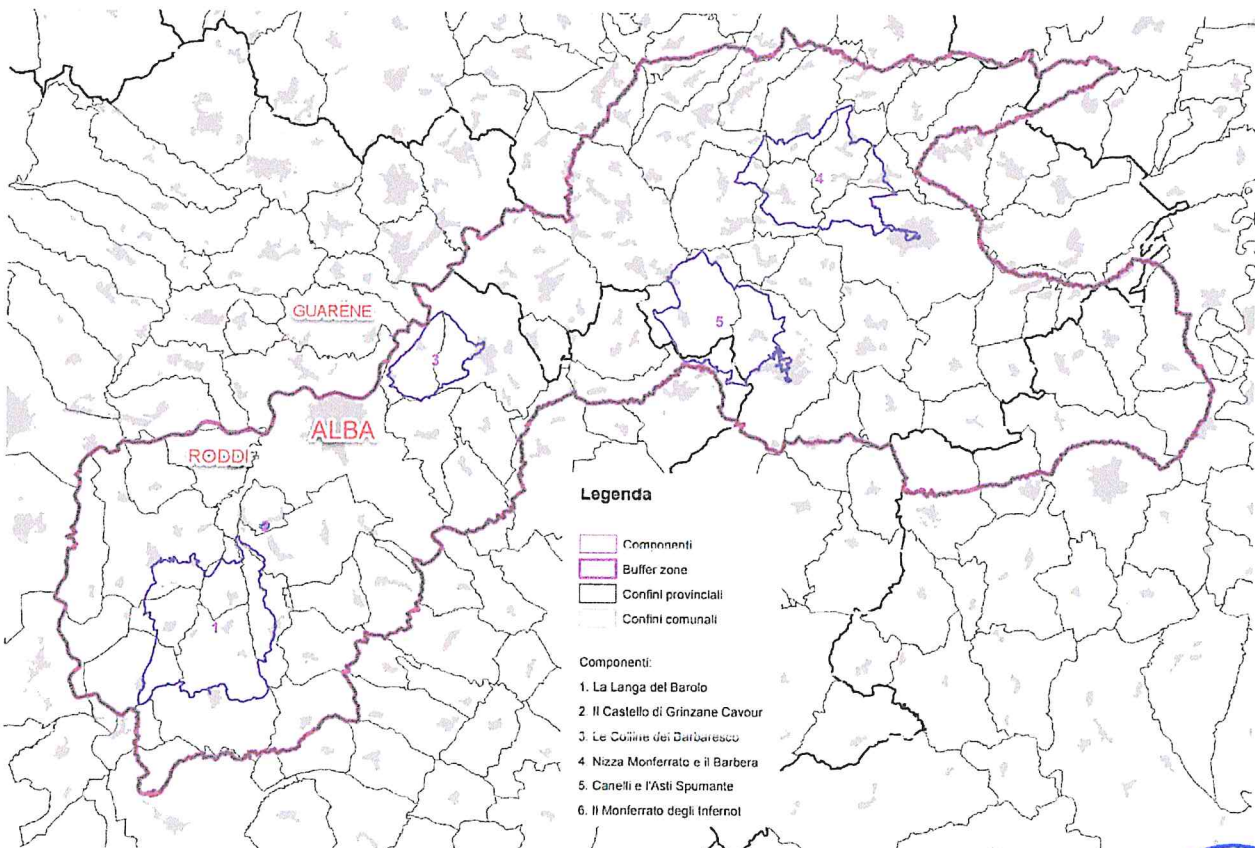 4
GUARENE
5
3
ALBA
RODDI
2
1
Legenda
Componenti
Buffer zone
Confini provinciali
Confini comunali
Componenti:
1. La Langa del Barolo
2. Il Castello di Grinzane Cavour
3. Le Colline del Barbaresco
4. Nizza Monferrato e il Barbera
5. Canelli e l'Asti Spumante
6. Il Monferrato degli Infernot